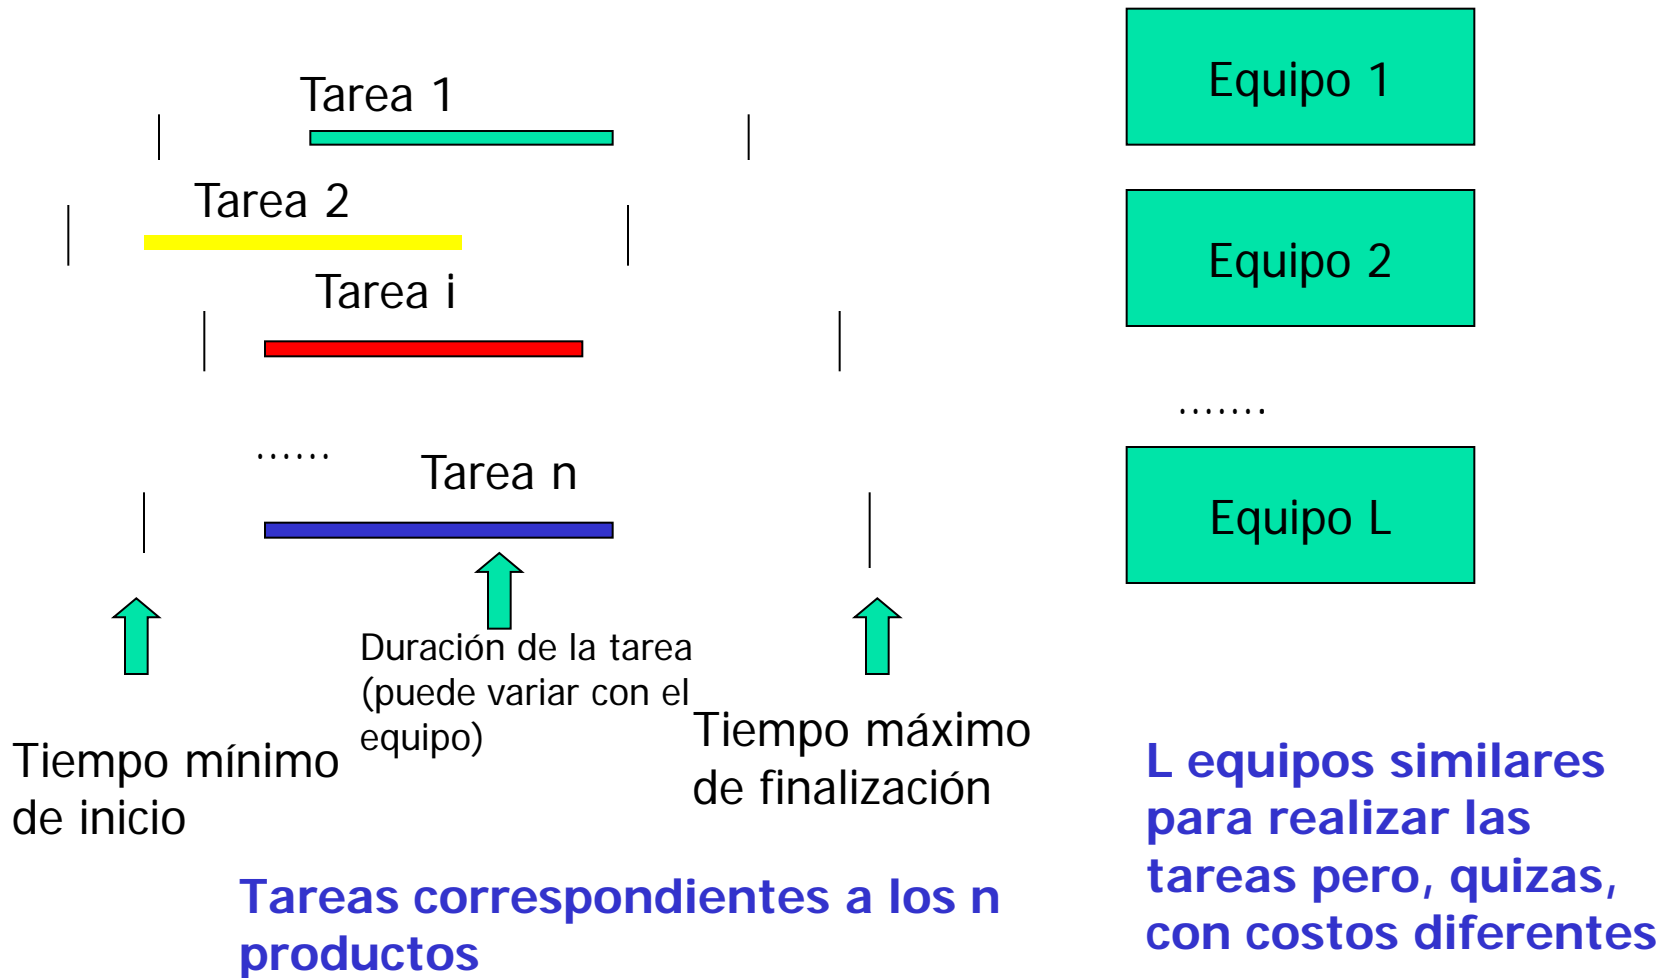 Tarea 1
Tarea 2
Tarea i
......
Tarea n
Duración de la tarea
(puede variar con el
equipo)
Tiempo mínimo
de inicio
Tiempo máximo
de finalización
Tareas correspondientes a los n
productos
Equipo 1
Equipo 2
.......
Equipo L
L equipos similares
para realizar las
tareas pero, quizas,
con costos diferentes